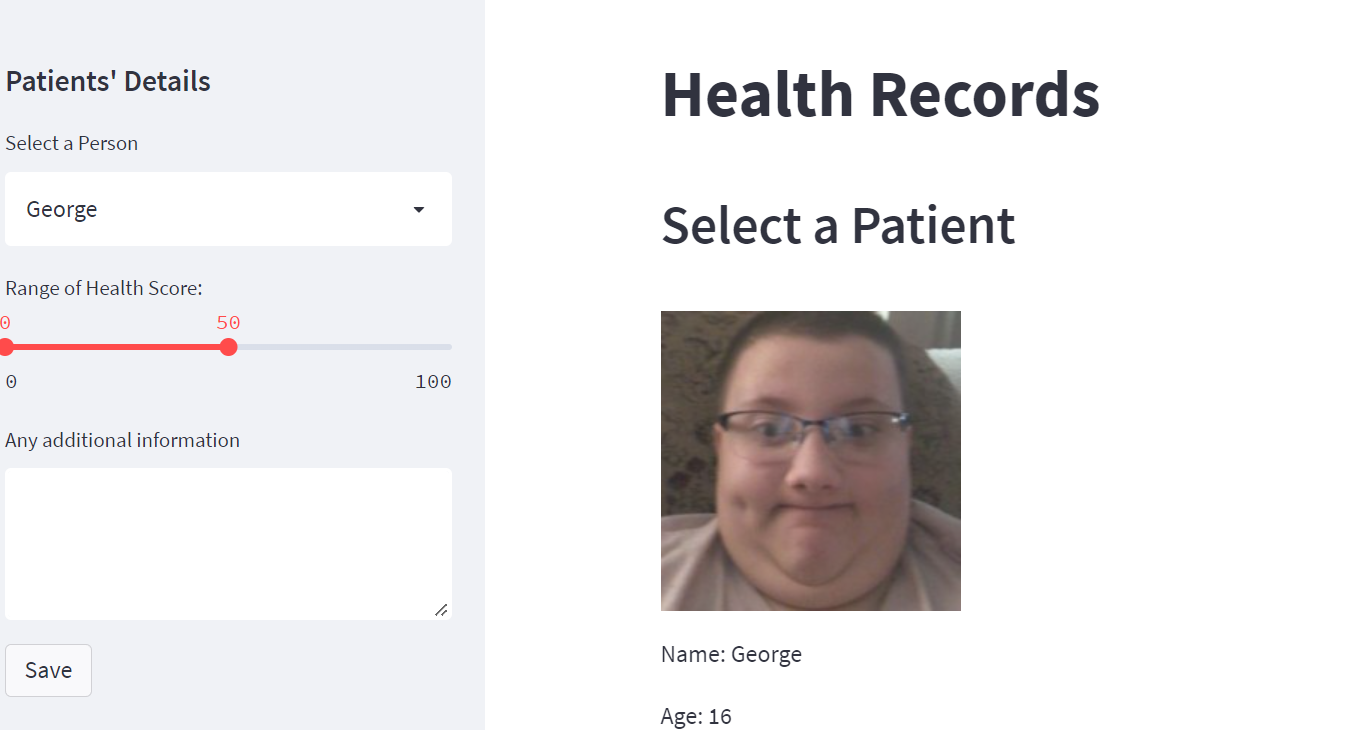 Patients' Details
Select a Person
George
Range of Health Score:
0 50
0 100
Any additional information
Save
Health Records
Select a Patient
Name: George
Age: 16